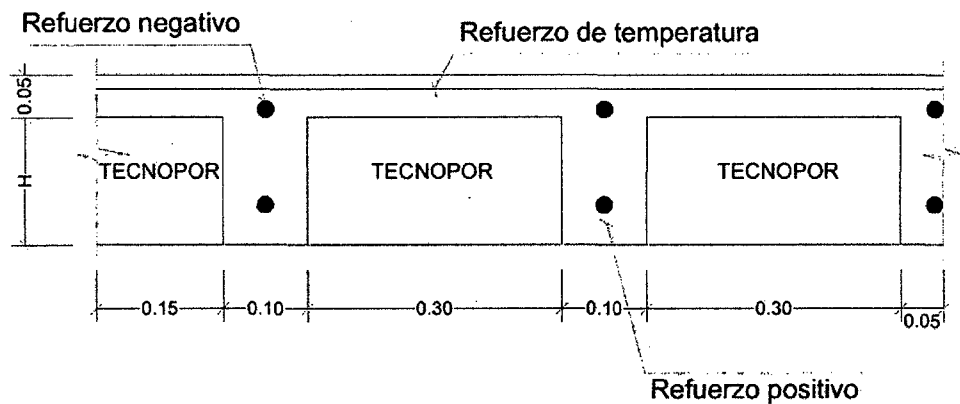 Refuerzo negativo
Refuerzo de temperatura
0.05
H
TECNOPOR
TECNOPOR
TECNOPOR
0.15
0.10
0.30
0.10
0.30
0.05
Refuerzo positivo